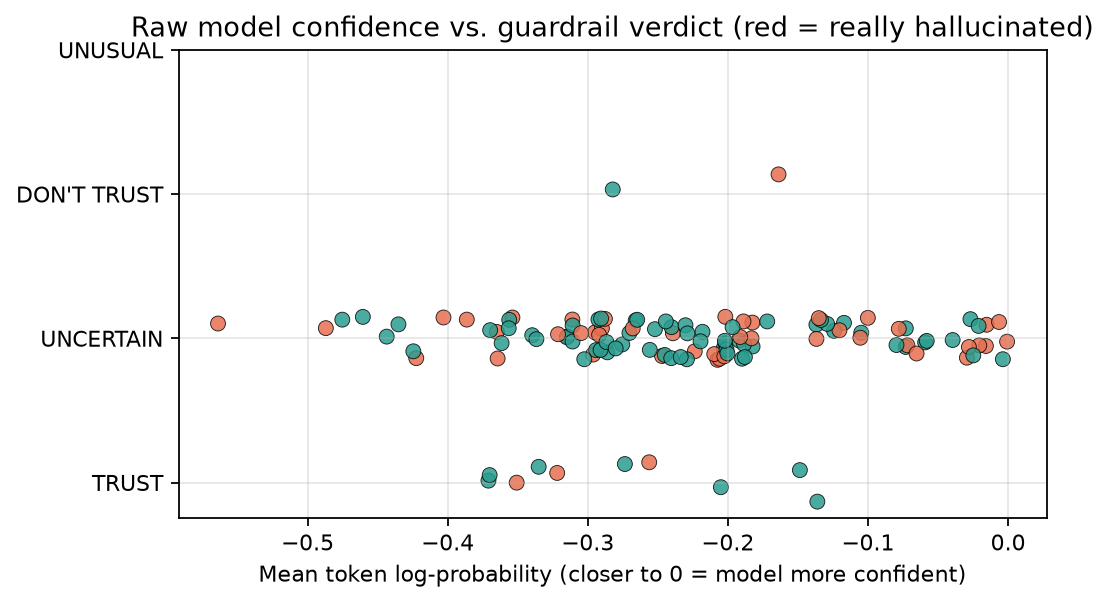 Raw model confidence vs. guardrail verdict (red = really hallucinated)
UNUSUAL
DON'T TRUST
UNCERTAIN
TRUST
−0.5 −0.4 −0.3 −0.2 −0.1 0.0
Mean token log-probability (closer to 0 = model more confident)